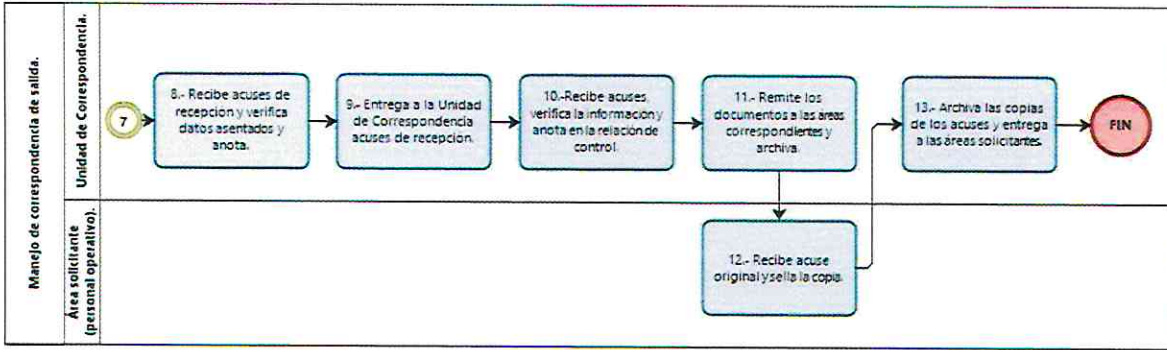 Manejo de correspondencia de salida.
Unidad de Correspondencia.
7
8.- Recibe acuses de
recepcion y verifica
datos asentados y
anota.
9.- Entrega a la Unidad
de Correspondencia
acuses de recepcion.
10.-Recibe acuses,
verifica la información y
anota en la relación de
control.
11.- Remite los
documentos a las áreas
correspondientes y
archiva.
13.- Archiva las copias
de los acuses y entrega
a las áreas solicitantes.
FIN
Área solicitante
(personal operativo).
12.- Recibe acuse
original y sella la copia.